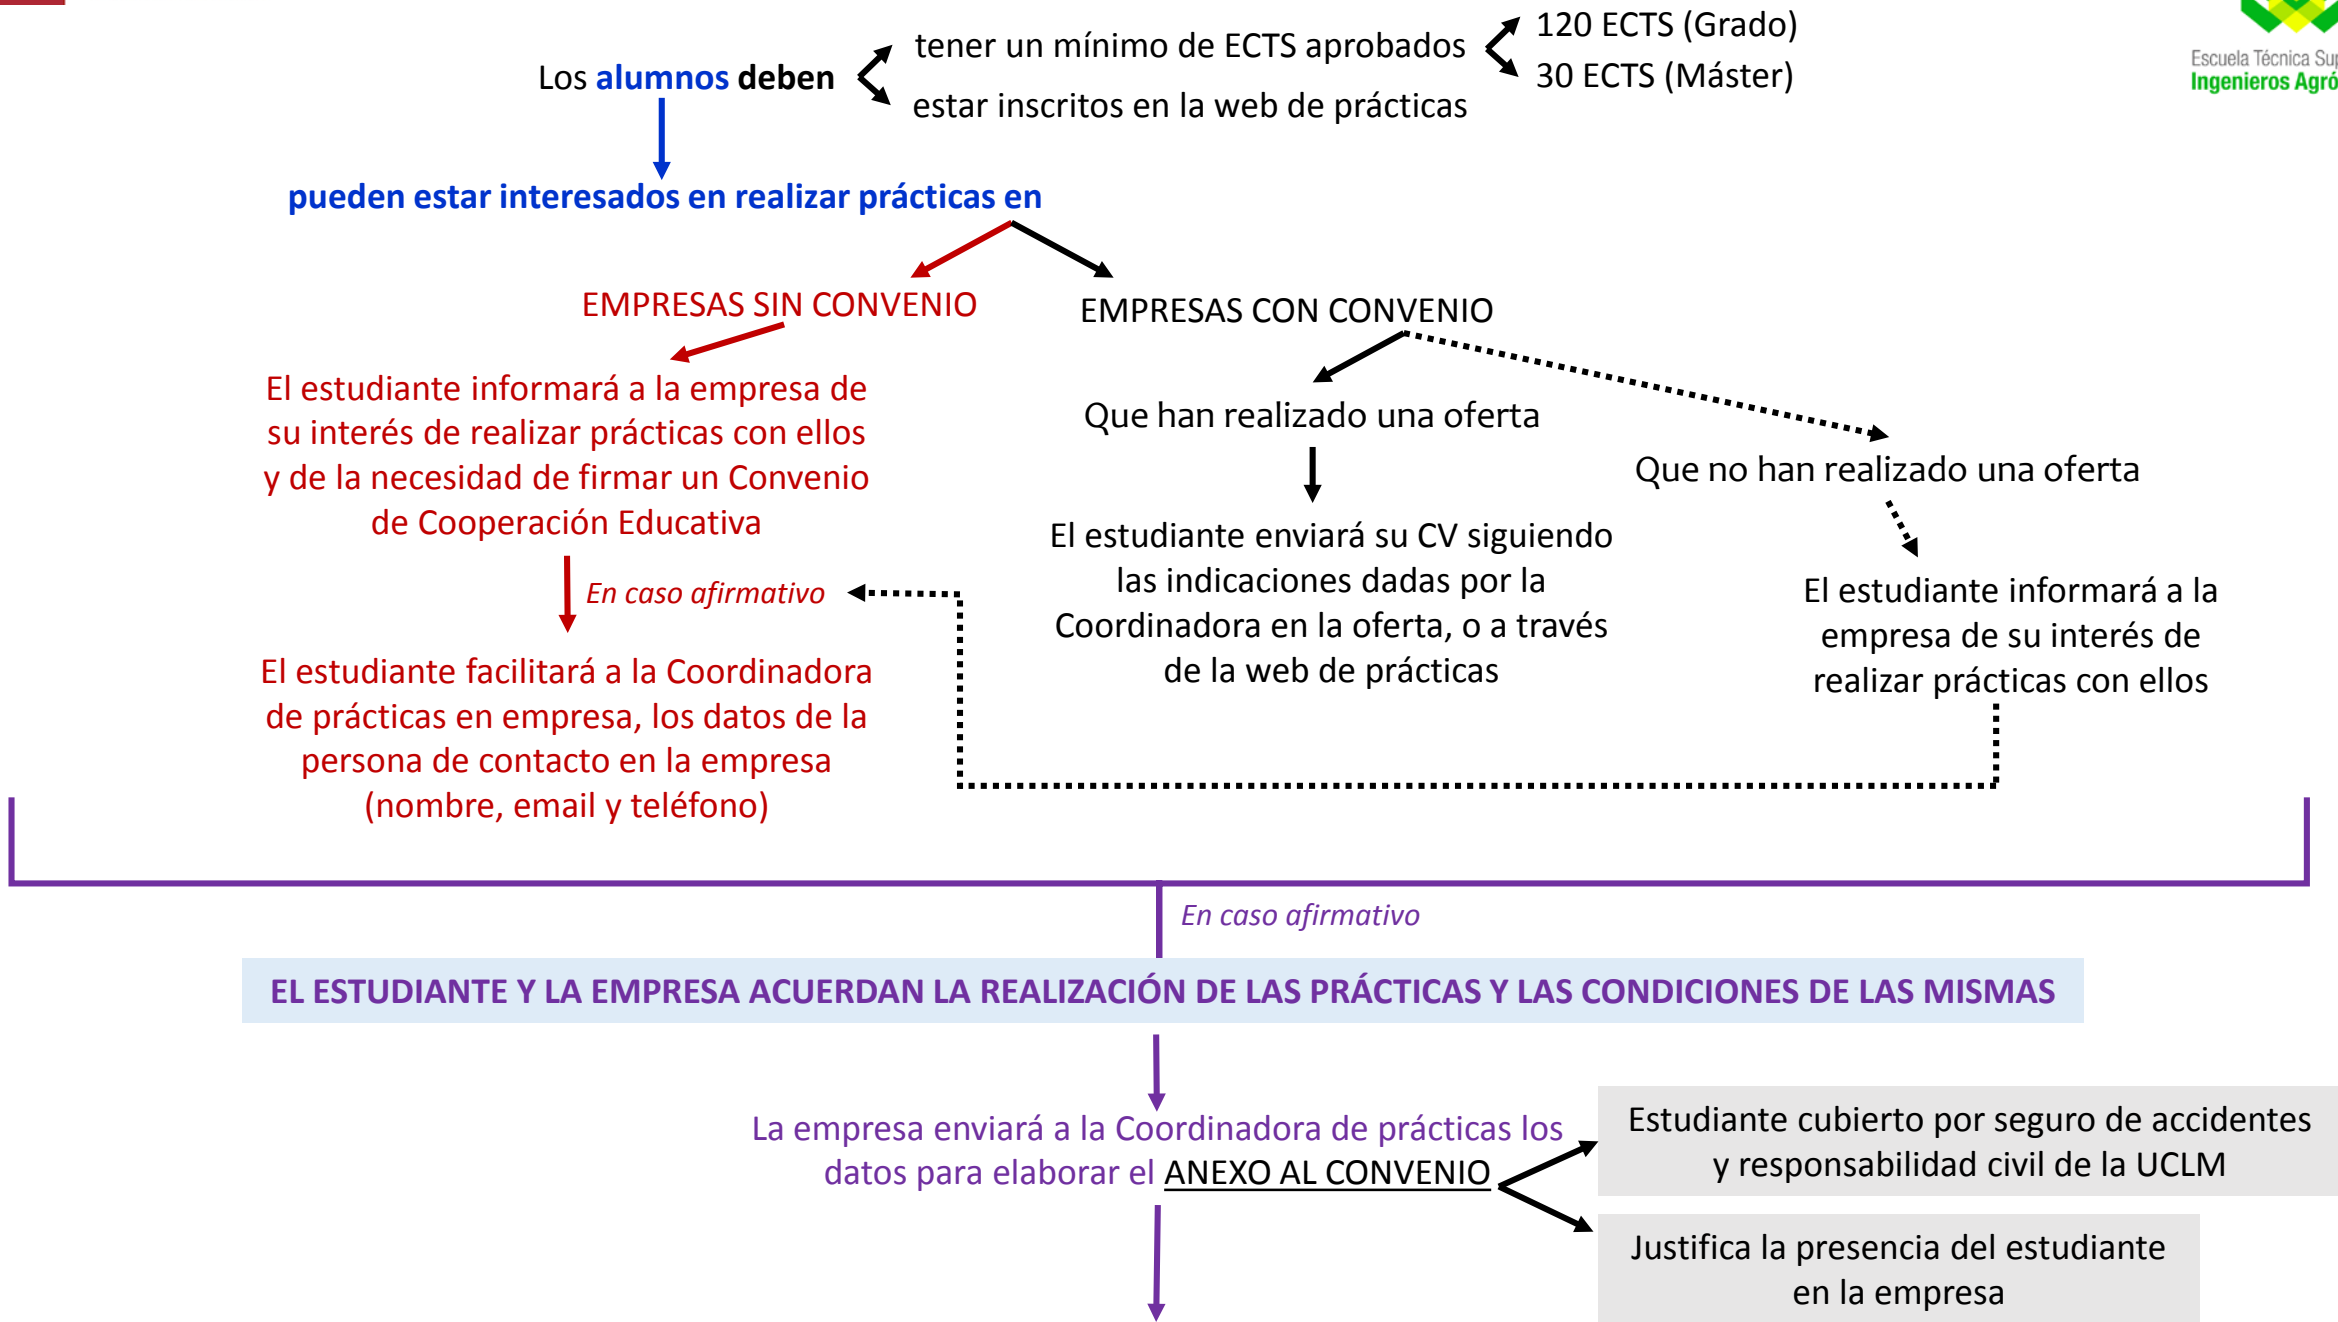 Escuela Técnica
Ingenieros
Los alumnos deben
tener un mínimo de ECTS aprobados
estar inscritos en la web de prácticas
120 ECTS (Grado)
30 ECTS (Máster)
pueden estar interesados en realizar prácticas en
EMPRESAS SIN CONVENIO
El estudiante informará a la empresa de
su interés de realizar prácticas con ellos
y de la necesidad de firmar un Convenio
de Cooperación Educativa
En caso afirmativo
El estudiante facilitará a la Coordinadora
de prácticas en empresa, los datos de la
persona de contacto en la empresa
(nombre, email y teléfono)
EMPRESAS CON CONVENIO
Que han realizado una oferta
El estudiante enviará su CV siguiendo
las indicaciones dadas por la
Coordinadora en la oferta, o a través
de la web de prácticas
Que no han realizado una oferta
El estudiante informará a la
empresa de su interés de
realizar prácticas con ellos
En caso afirmativo
EL ESTUDIANTE Y LA EMPRESA ACUERDAN LA REALIZACIÓN DE LAS PRÁCTICAS Y LAS CONDICIONES DE LAS MISMAS
La empresa enviará a la Coordinadora de prácticas los
datos para elaborar el ANEXO AL CONVENIO
Estudiante cubierto por seguro de accidentes
y responsabilidad civil de la UCLM
Justifica la presencia del estudiante
en la empresa